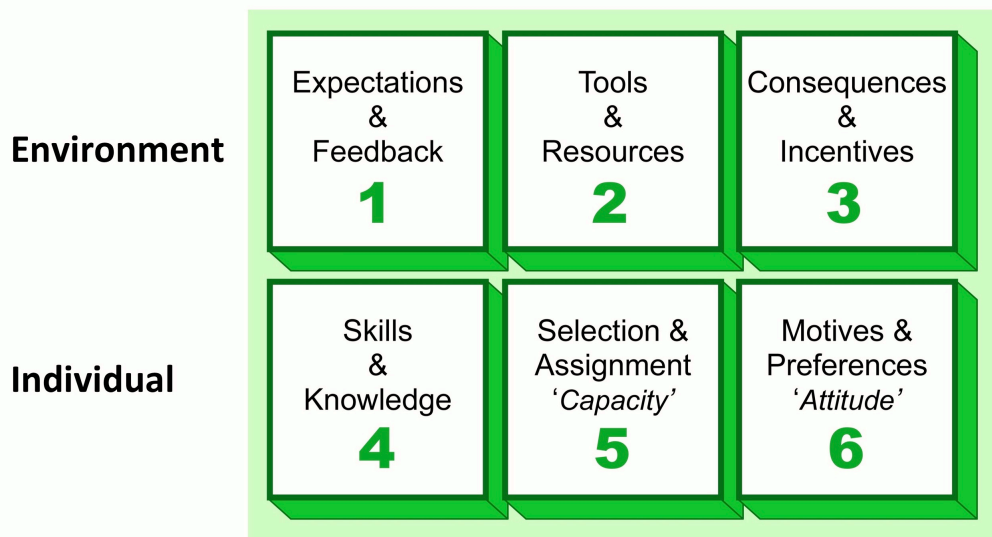 Environment
Expectations
&
Feedback
1
Tools
&
Resources
2
Consequences
&
Incentives
3
Individual
Skills
&
Knowledge
4
Selection &
Assignment
‘Capacity’
5
Motives &
Preferences
‘Attitude’
6